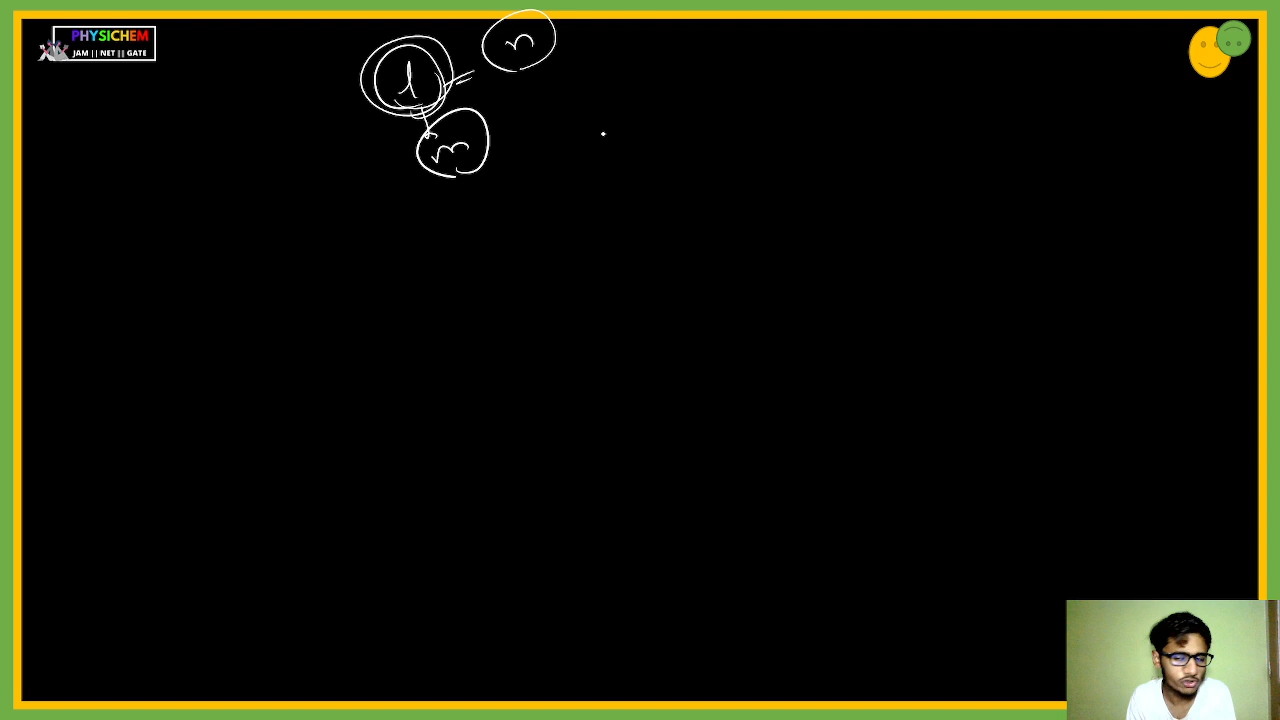 PHYSICHEM
JAM || NET || GATE
n
l =
m